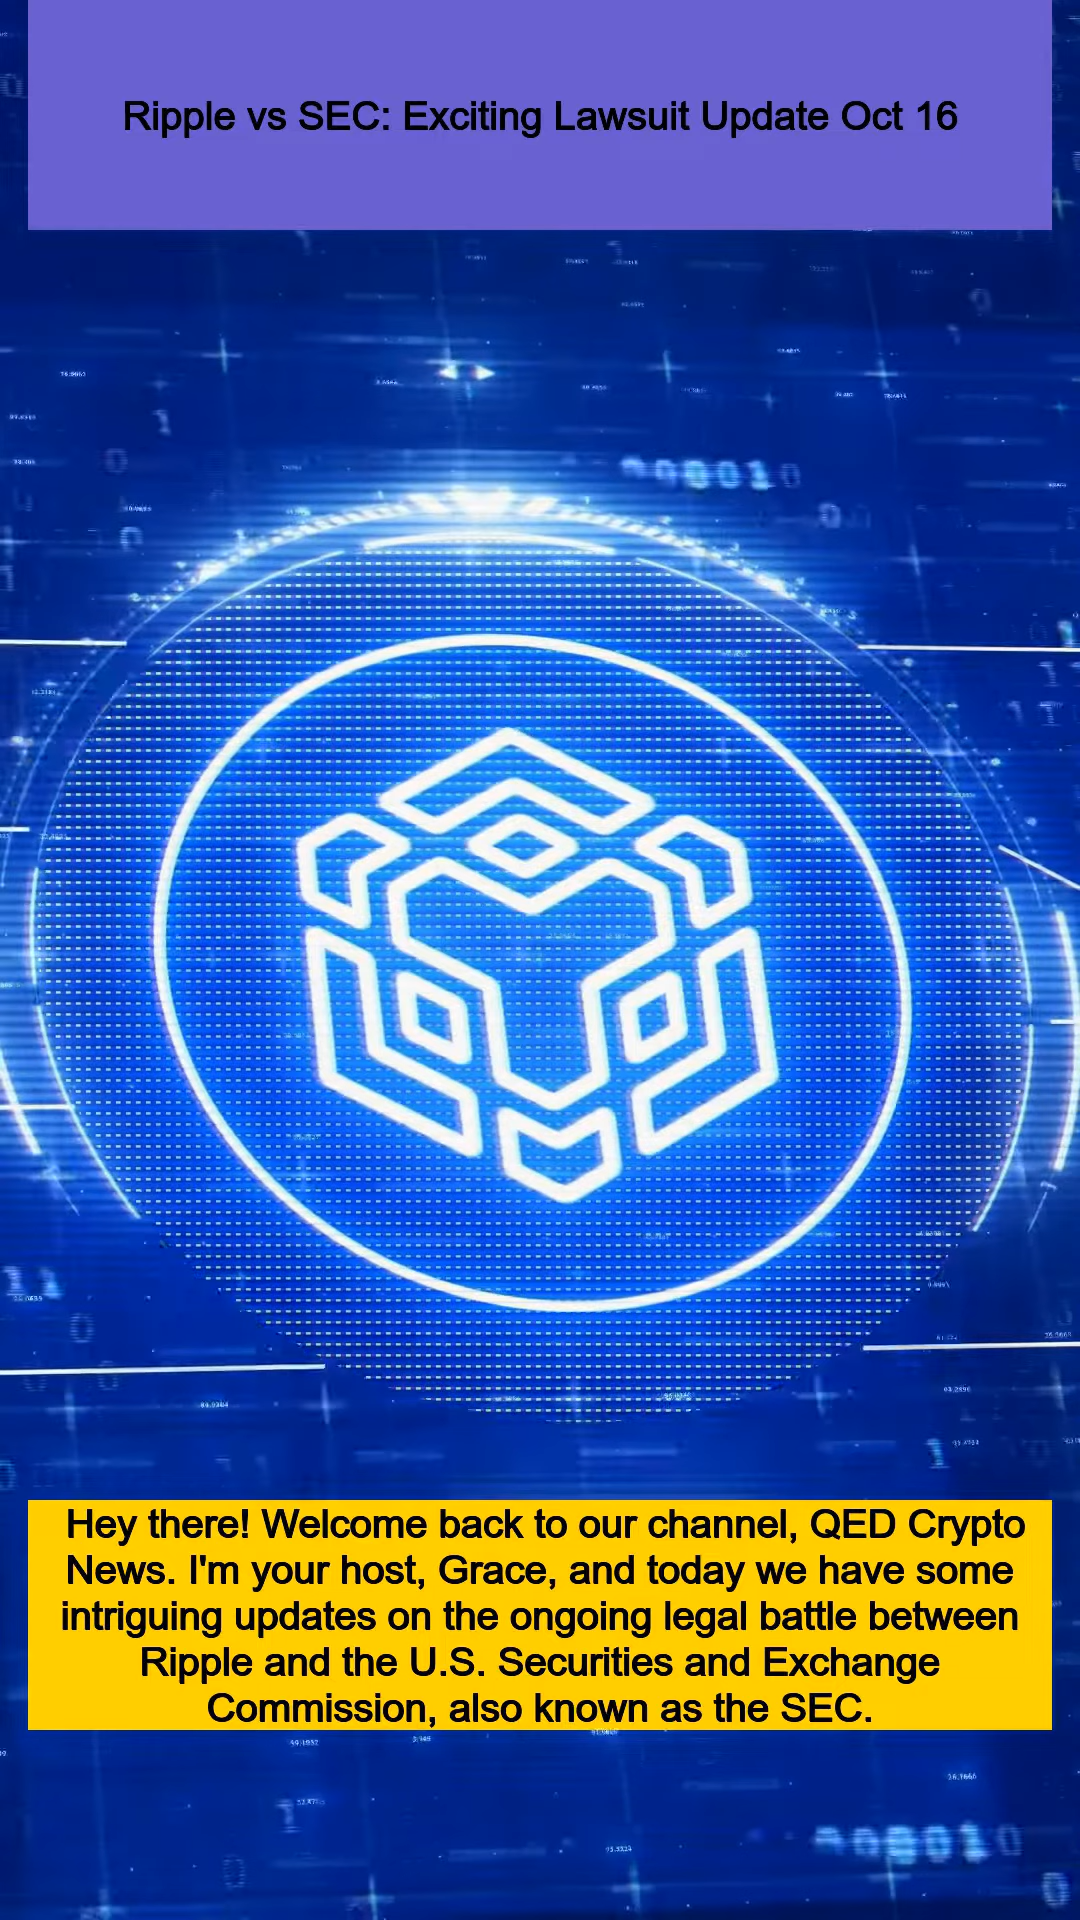 Ripple vs SEC: Exciting Lawsuit Update Oct 16
Hey there! Welcome back to our channel, QED Crypto
News. I'm your host, Grace, and today we have some
intriguing updates on the ongoing legal battle between
Ripple and the U.S. Securities and Exchange
Commission, also known as the SEC.